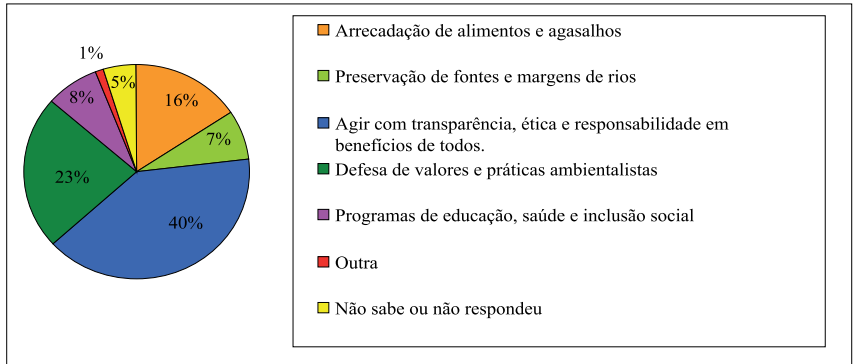 1%
5%
16%
8%
7%
23%
40%
Arrecadação de alimentos e agasalhos
Preservação de fontes e margens de rios
Agir com transparência, ética e responsabilidade em
benefícios de todos.
Defesa de valores e práticas ambientalistas
Programas de educação, saúde e inclusão social
Outra
Não sabe ou não respondeu